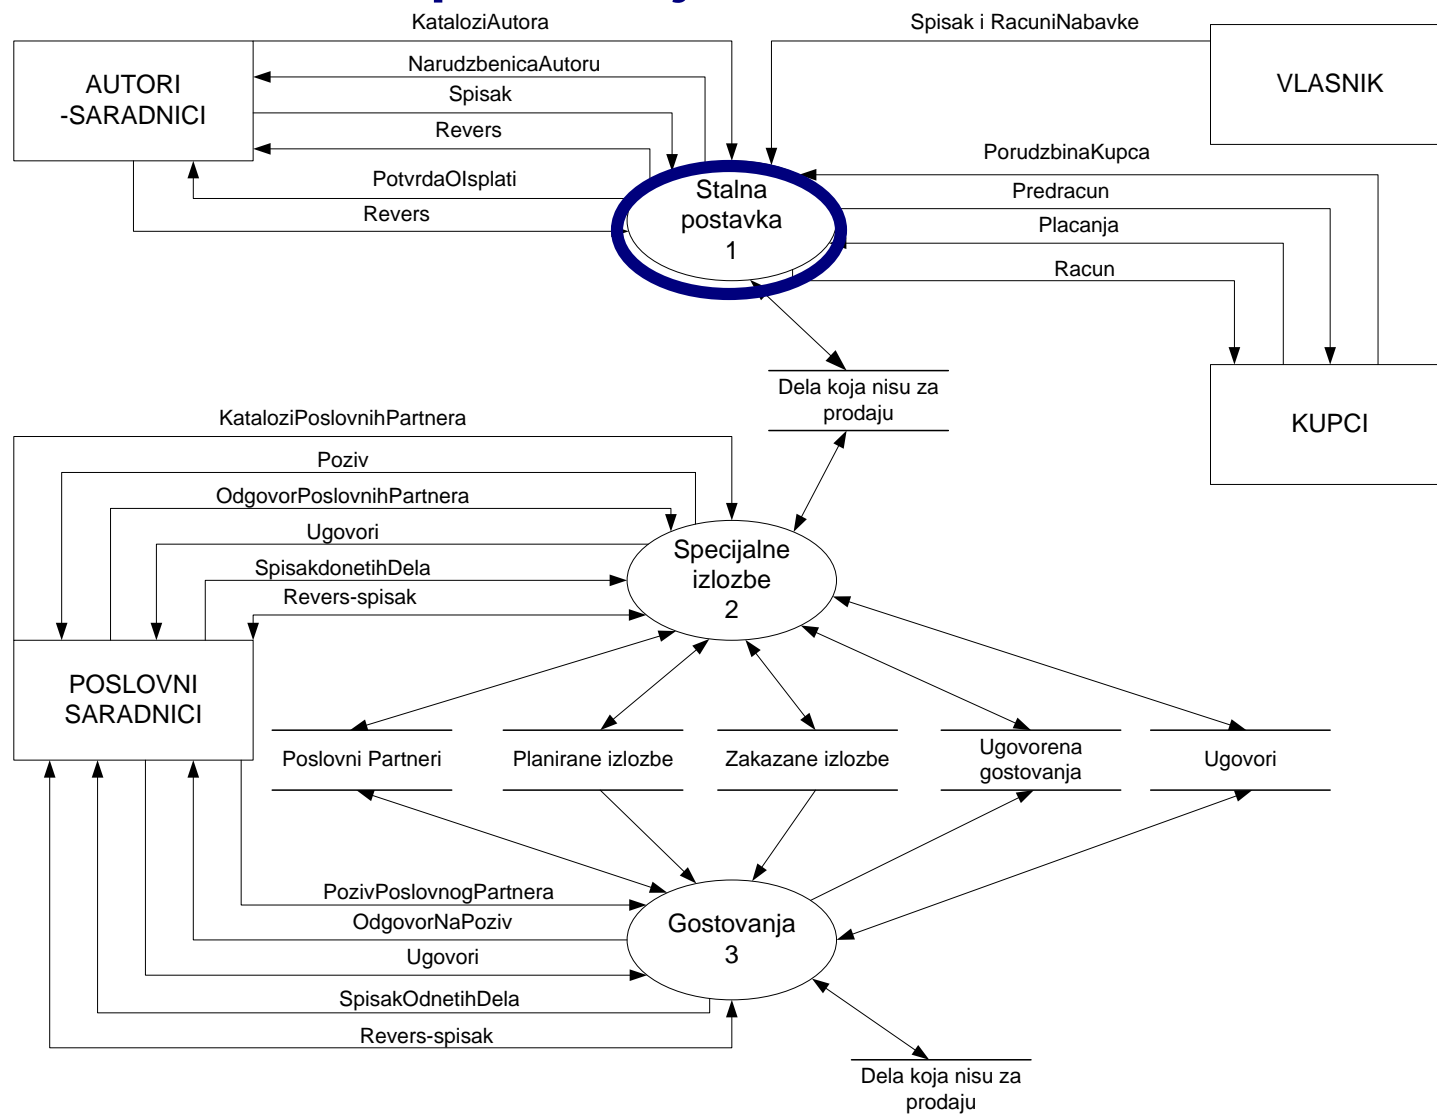 KataloziAutora
Spisak i RacuniNabavke
AUTORI
-SARADNICI
NarudzbenicaAutoru
VLASNIK
Spisak
Revers
PorudzbinaKupca
PotvrdaOIsplati
Stalna
postavka
1
Predracun
Revers
Placanja
Racun
Dela koja nisu za
prodaju
KUPCI
KataloziPoslovnihPartnera
Poziv
OdgovorPoslovnihPartnera
Ugovori
Specijalne
izlozbe
2
SpisakdonetihDela
Revers-spisak
POSLOVNI
SARADNICI
Poslovni Partneri
Planirane izlozbe
Zakazane izlozbe
Ugovorena
gostovanja
Ugovori
PozivPoslovnogPartnera
OdgovorNaPoziv
Gostovanja
3
Ugovori
SpisakOdnetihDela
Revers-spisak
Dela koja nisu za
prodaju